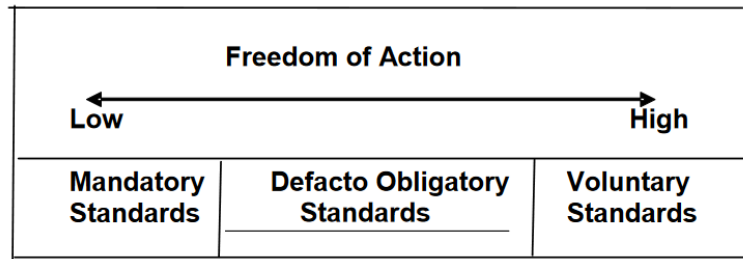 Freedom of Action
Low High
Mandatory Defacto Obligatory Voluntary
Standards Standards Standards